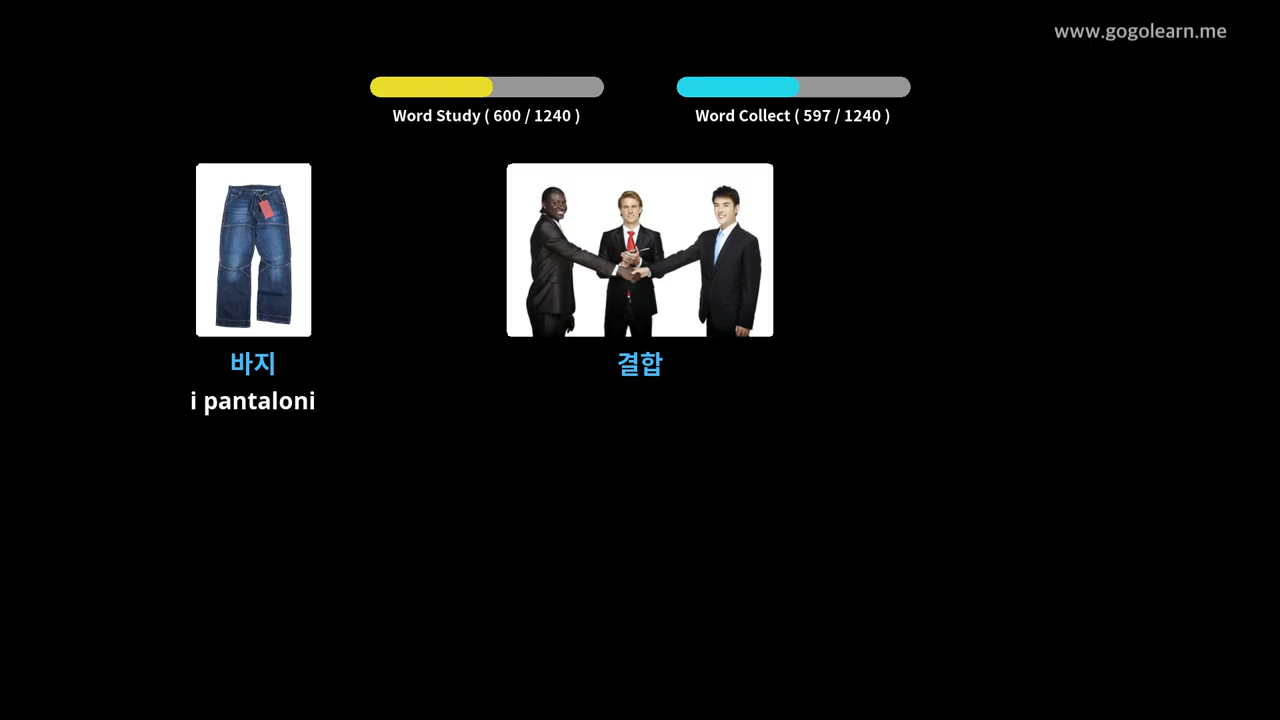 www.gogolearn.me
Word Study ( 600 / 1240 )
Word Collect ( 597 / 1240 )
바지
i pantaloni
결합